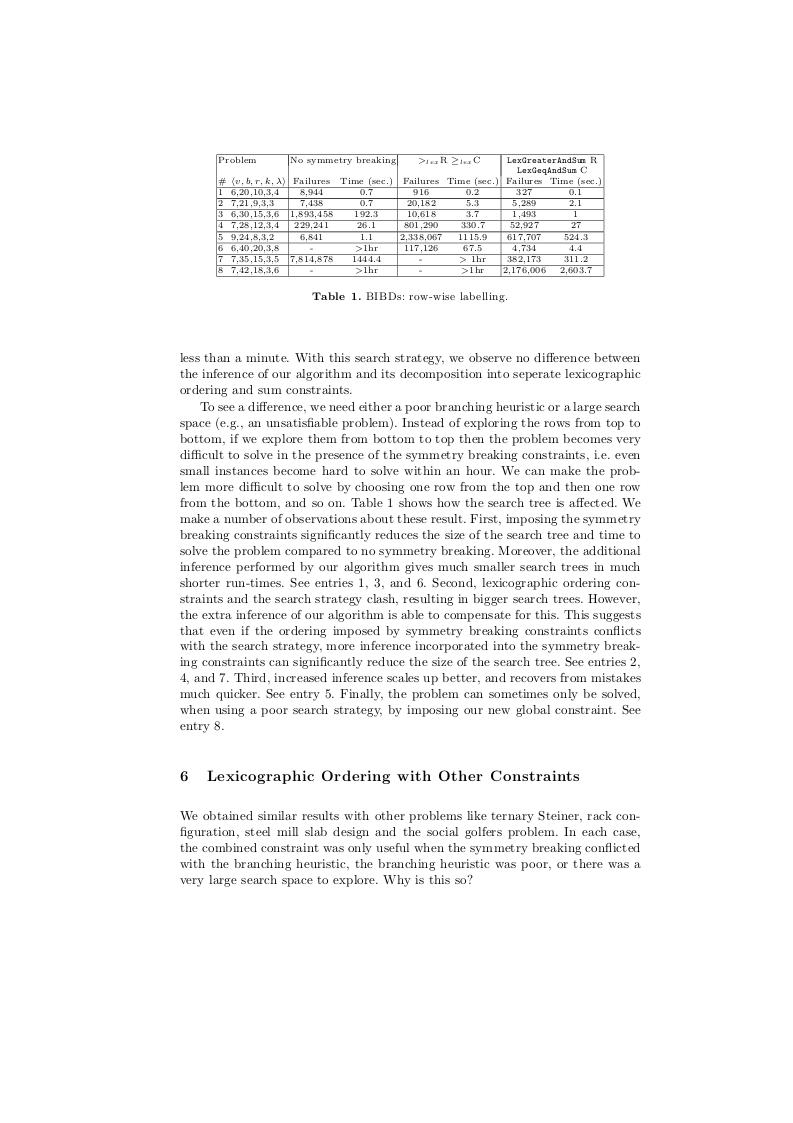 Problem No symmetry breaking >lexR ≥lexC LexGreaterAndSum R
LexGeqAndSum C
# ⟨v, b, r, k, λ⟩ Failures Time (sec.) Failures Time (sec.) Failures Time (sec.)
1 6,20,10,3,4 8,944 0.7 916 0.2 327 0.1
2 7,21,9,3,3 7,438 0.7 20,182 5.3 5,289 2.1
3 6,30,15,3,6 1,893,458 192.3 10,618 3.7 1,493 1
4 7,28,12,3,4 229,241 26.1 801,290 330.7 52,927 27
5 9,24,8,3,2 6,841 1.1 2,338,067 1115.9 617,707 524.3
6 6,40,20,3,8 - >1hr 117,126 67.5 4,734 4.4
7 7,35,15,3,5 7,814,878 1444.4 - > 1hr 382,173 311.2
8 7,42,18,3,6 - >1hr - >1hr 2,176,006 2,603.7
Table 1. BIBDs: row-wise labelling.
less than a minute. With this search strategy, we observe no difference between
the inference of our algorithm and its decomposition into seperate lexicographic
ordering and sum constraints.
To see a difference, we need either a poor branching heuristic or a large search
space (e.g., an unsatisfiable problem). Instead of exploring the rows from top to
bottom, if we explore them from bottom to top then the problem becomes very
difficult to solve in the presence of the symmetry breaking constraints, i.e. even
small instances become hard to solve within an hour. We can make the prob-
lem more difficult to solve by choosing one row from the top and then one row
from the bottom, and so on. Table 1 shows how the search tree is affected. We
make a number of observations about these result. First, imposing the symmetry
breaking constraints significantly reduces the size of the search tree and time to
solve the problem compared to no symmetry breaking. Moreover, the additional
inference performed by our algorithm gives much smaller search trees in much
shorter run-times. See entries 1, 3, and 6. Second, lexicographic ordering con-
straints and the search strategy clash, resulting in bigger search trees. However,
the extra inference of our algorithm is able to compensate for this. This suggests
that even if the ordering imposed by symmetry breaking constraints conflicts
with the search strategy, more inference incorporated into the symmetry break-
ing constraints can significantly reduce the size of the search tree. See entries 2,
4, and 7. Third, increased inference scales up better, and recovers from mistakes
much quicker. See entry 5. Finally, the problem can sometimes only be solved,
when using a poor search strategy, by imposing our new global constraint. See
entry 8.
6 Lexicographic Ordering with Other Constraints
We obtained similar results with other problems like ternary Steiner, rack con-
figuration, steel mill slab design and the social golfers problem. In each case,
the combined constraint was only useful when the symmetry breaking conflicted
with the branching heuristic, the branching heuristic was poor, or there was a
very large search space to explore. Why is this so?